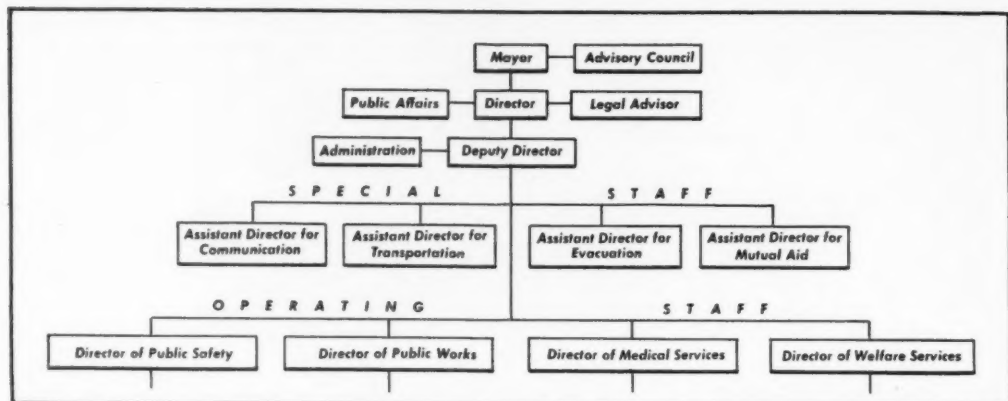 Mayor
Advisory Council
Public Affairs
Director
Legal Advisor
Administration
Deputy Director
S P E C I A L
S T A F F
Assistant Director for
Communication
Assistant Director for
Transportation
Assistant Director for
Evacuation
Assistant Director for
Mutual Aid
O P E R A T I N G
S T A F F
Director of Public Safety
Director of Public Works
Director of Medical Services
Director of Welfare Services